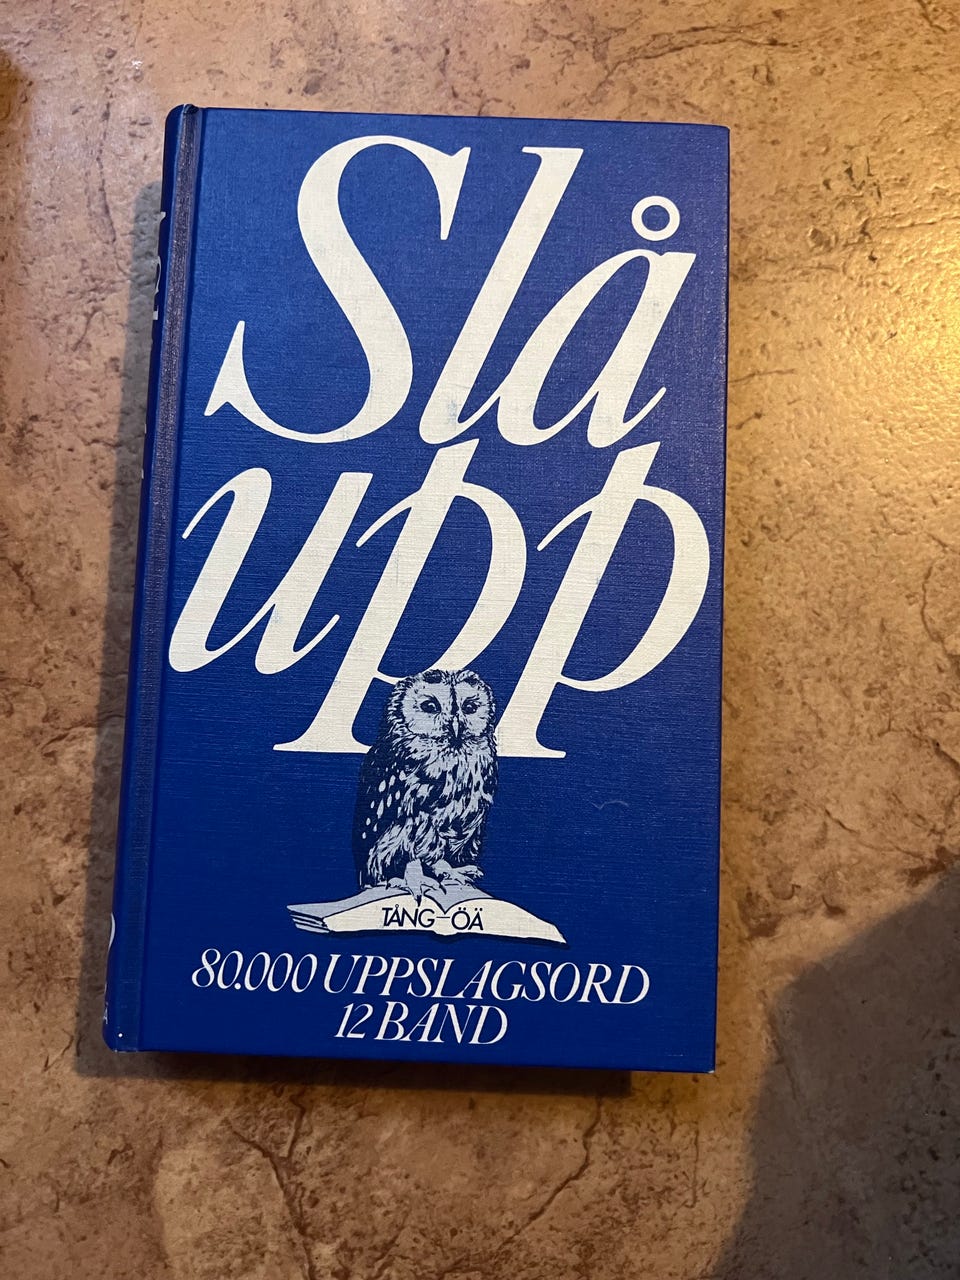 Slå
upp
TÅNG–ÖÄ
80.000 UPPSLAGSORD
12 BAND